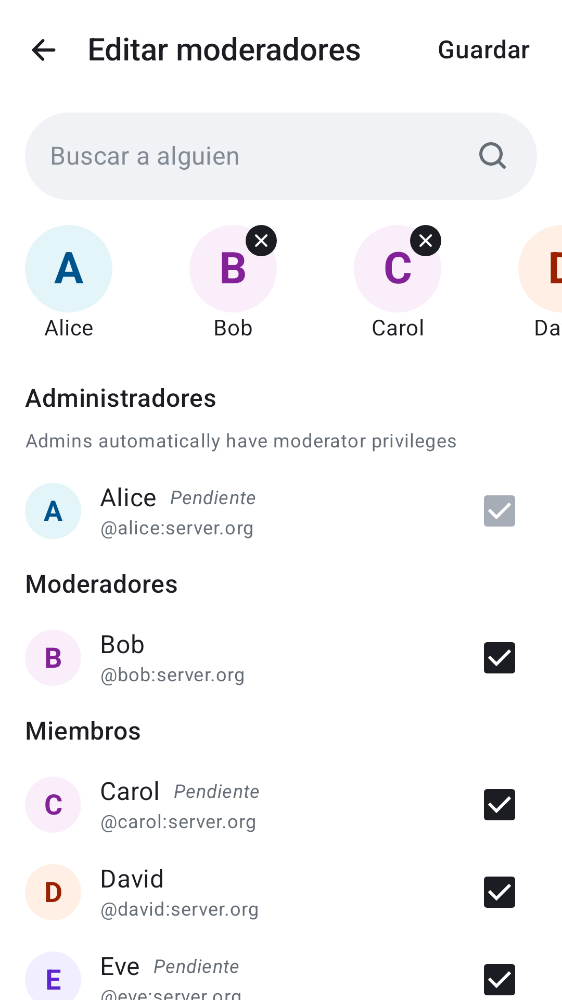 Editar moderadores Guardar
Buscar a alguien
A B C D
Alice Bob Carol Da
Administradores
Admins automatically have moderator privileges
A Alice Pendiente
@alice:server.org
Moderadores
B Bob
@bob:server.org
Miembros
C Carol Pendiente
@carol:server.org
D David
@david:server.org
E Eve Pendiente
@eve:server.org